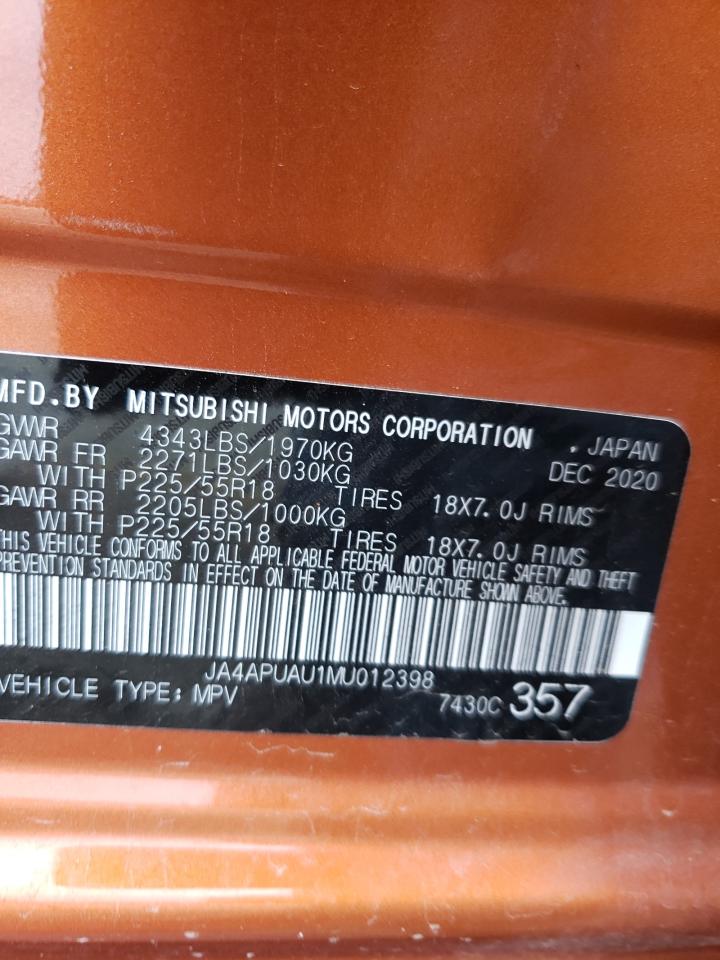 MFD.BY MITSUBISHI MOTORS CORPORATION , JAPAN
GWWR 4343LBS/1970KG DEC 2020
GAWR FR 2271LBS/1030KG
WITH P225/55R18 TIRES 18X7.0J RIMS
GAWR RR 2205LBS/1000KG
WITH P225/55R18 TIRES 18X7.0J RIMS
THIS VEHICLE CONFORMS TO ALL APPLICABLE FEDERAL MOTOR VEHICLE SAFETY AND THEFT
PREVENTION STANDARDS IN EFFECT ON THE DATE OF MANUFACTURE SHOWN ABOVE.
JA4APUAU1MU012398
VEHICLE TYPE: MPV 7430C 357